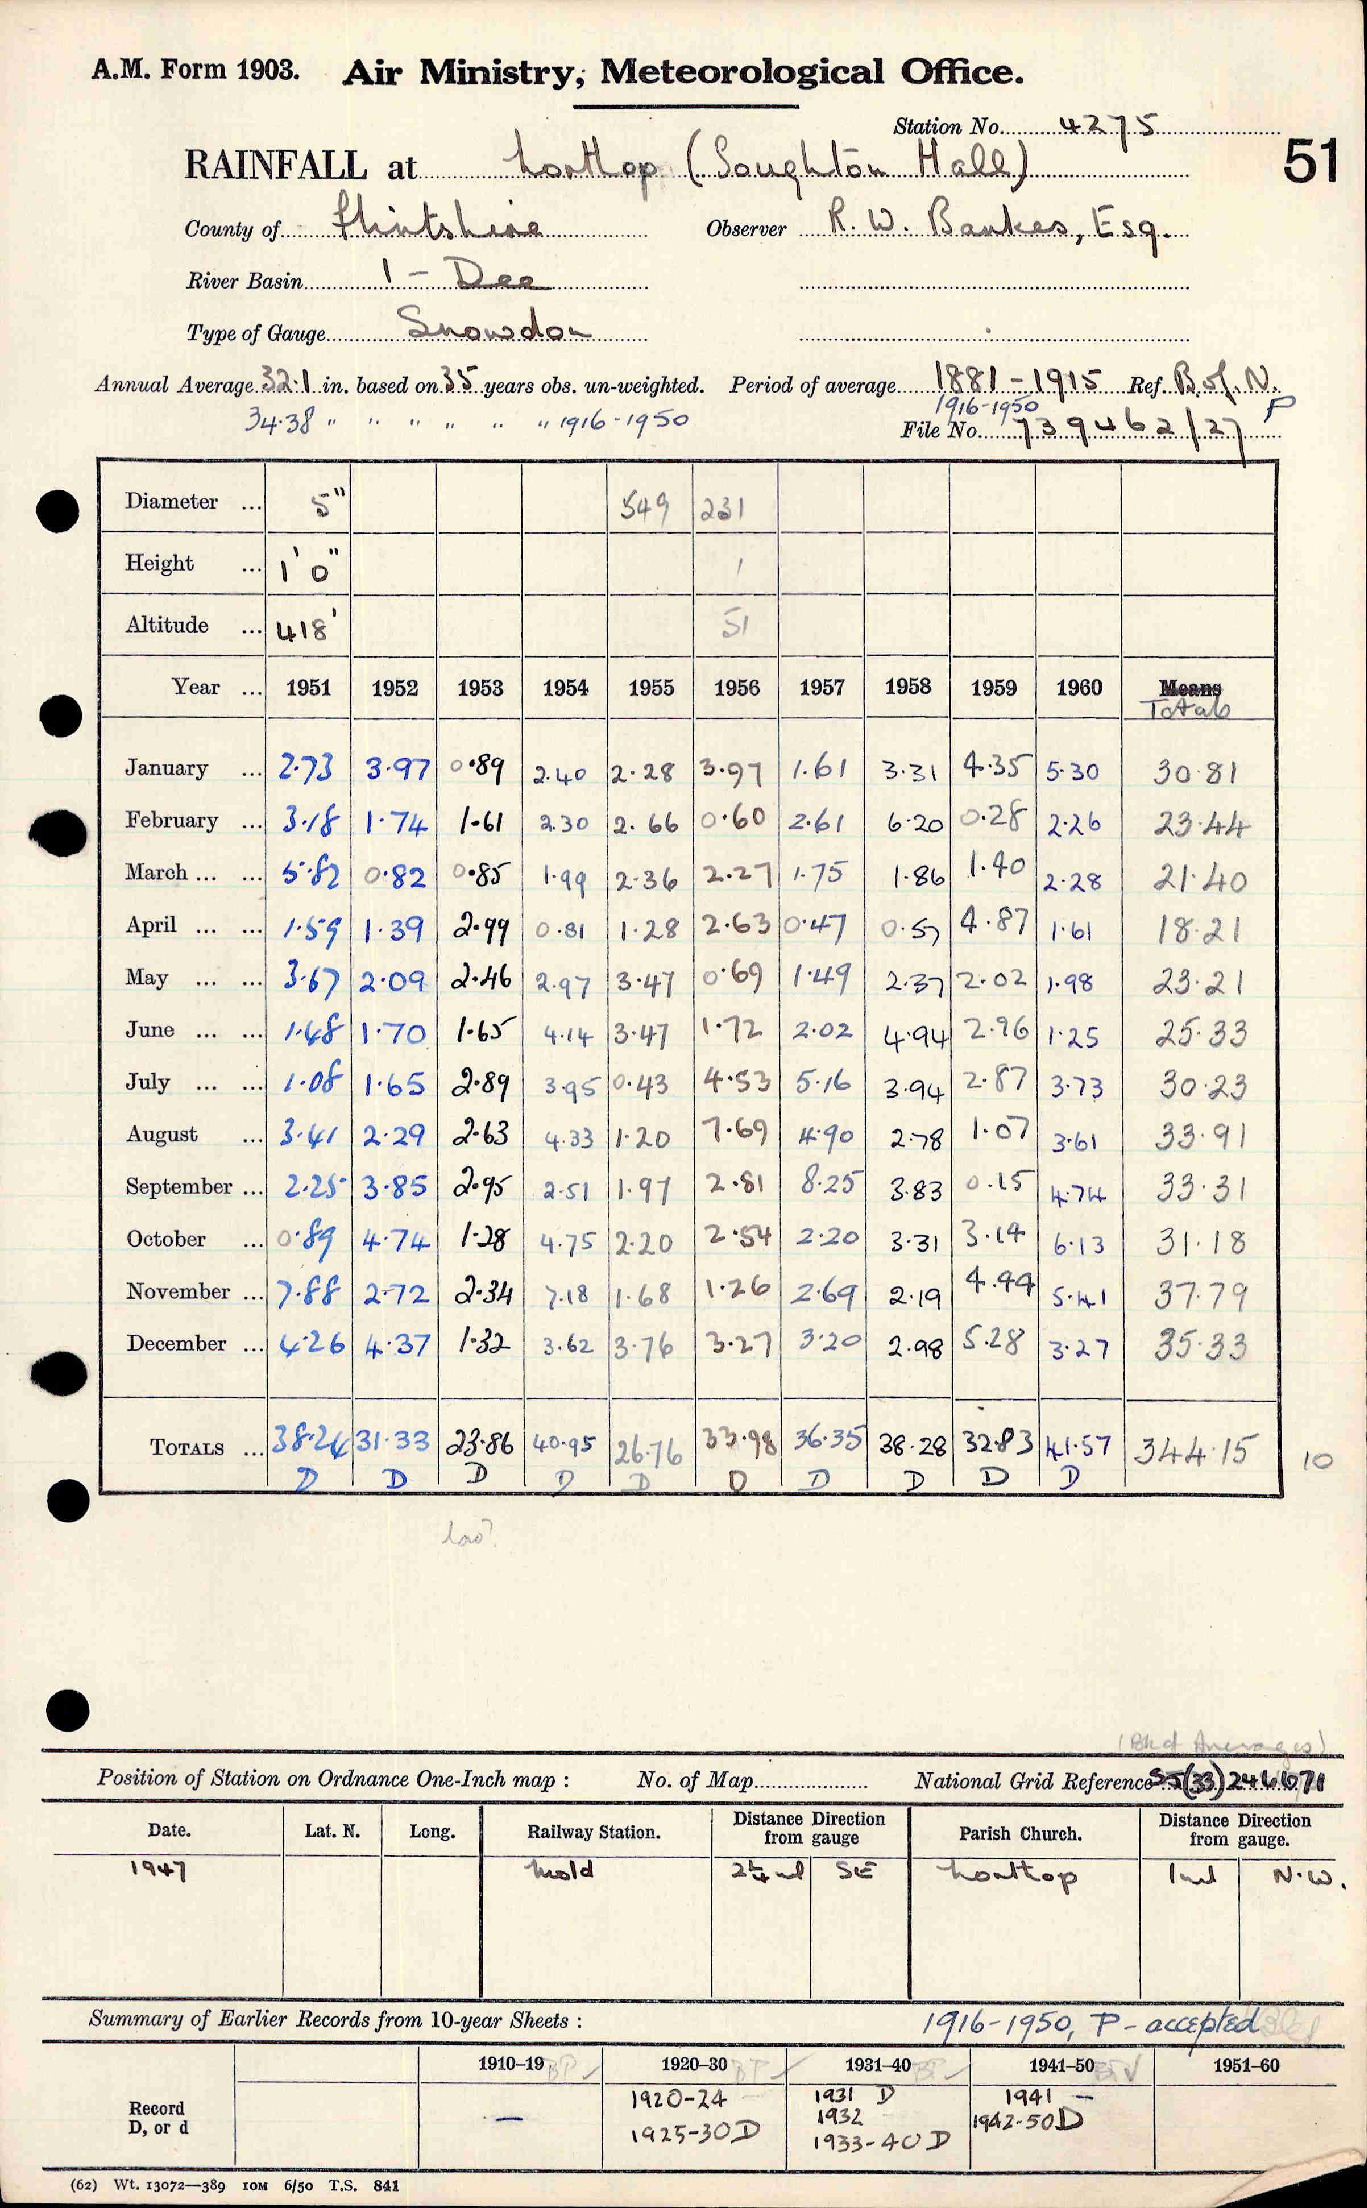 A.M. Form 1903. Air Ministry, Meteorological Office.
Station No. 4275
51
RAINFALL at Northop (Soughton Hall)
County of Flintshire Observer R. W. Bankes, Esq.
River Basin 1 - Dee
Type of Gauge Snowdon
Annual Average 32.1 in. based on 35 years obs. un-weighted. Period of average 1881-1915 Ref. B. of. N.
34.38 " " " " " " 1916-1950 1916-1950 P
File No. 739462/27
Diameter ... 5" 549 231
Height ... 1' 0" 1
Altitude ... 418' 51
Year ... 1951 1952 1953 1954 1955 1956 1957 1958 1959 1960 Means Totals
January ... 2.73 3.97 0.89 2.40 2.28 3.97 1.61 3.31 4.35 5.30 30.81
February ... 3.18 1.74 1.61 2.30 2.66 0.60 2.61 6.20 0.28 2.26 23.44
March ... ... 5.82 0.82 0.85 1.99 2.36 2.27 1.75 1.86 1.40 2.28 21.40
April ... ... 1.59 1.39 2.99 0.81 1.28 2.63 0.47 0.57 4.87 1.61 18.21
May ... ... 3.67 2.09 2.46 2.97 3.47 0.69 1.49 2.37 2.02 1.98 23.21
June ... ... 1.48 1.70 1.65 4.14 3.47 1.72 2.02 4.94 2.96 1.25 25.33
July ... ... 1.08 1.65 2.89 3.95 0.43 4.53 5.16 3.94 2.87 3.73 30.23
August ... 3.41 2.29 2.63 4.33 1.20 7.69 4.90 2.78 1.07 3.61 33.91
September ... 2.25 3.85 2.95 2.51 1.97 2.81 8.25 3.83 0.15 4.74 33.31
October ... 0.89 4.74 1.28 4.75 2.20 2.54 2.20 3.31 3.14 6.13 31.18
November ... 7.88 2.72 2.34 7.18 1.68 1.26 2.69 2.19 4.44 5.41 37.79
December ... 4.26 4.37 1.32 3.62 3.76 3.27 3.20 2.98 5.28 3.27 35.33
TOTALS ... 38.24 31.33 23.86 40.95 26.76 33.98 36.35 38.28 32.83 41.57 344.15 10
D D D D D D D D D D
low?
(Bkd Averages)
Position of Station on Ordnance One-Inch map : No. of Map National Grid Reference SJ(33)246671
Date. Lat. N. Long. Railway Station. Distance Direction from gauge Parish Church. Distance Direction from gauge.
1947 Mold 2¼ml SE Northop 1ml N.W.
Summary of Earlier Records from 10-year Sheets : 1916-1950, P - accepted
1910-19 BP 1920-30 BP 1931-40 BP 1941-50 1951-60
Record D, or d — 1920-24 — 1931 D 1941 —
1932
1925-30 D 1933-40 D 1942-50 D
(62) Wt. 13072—389 10M 6/50 T.S. 841